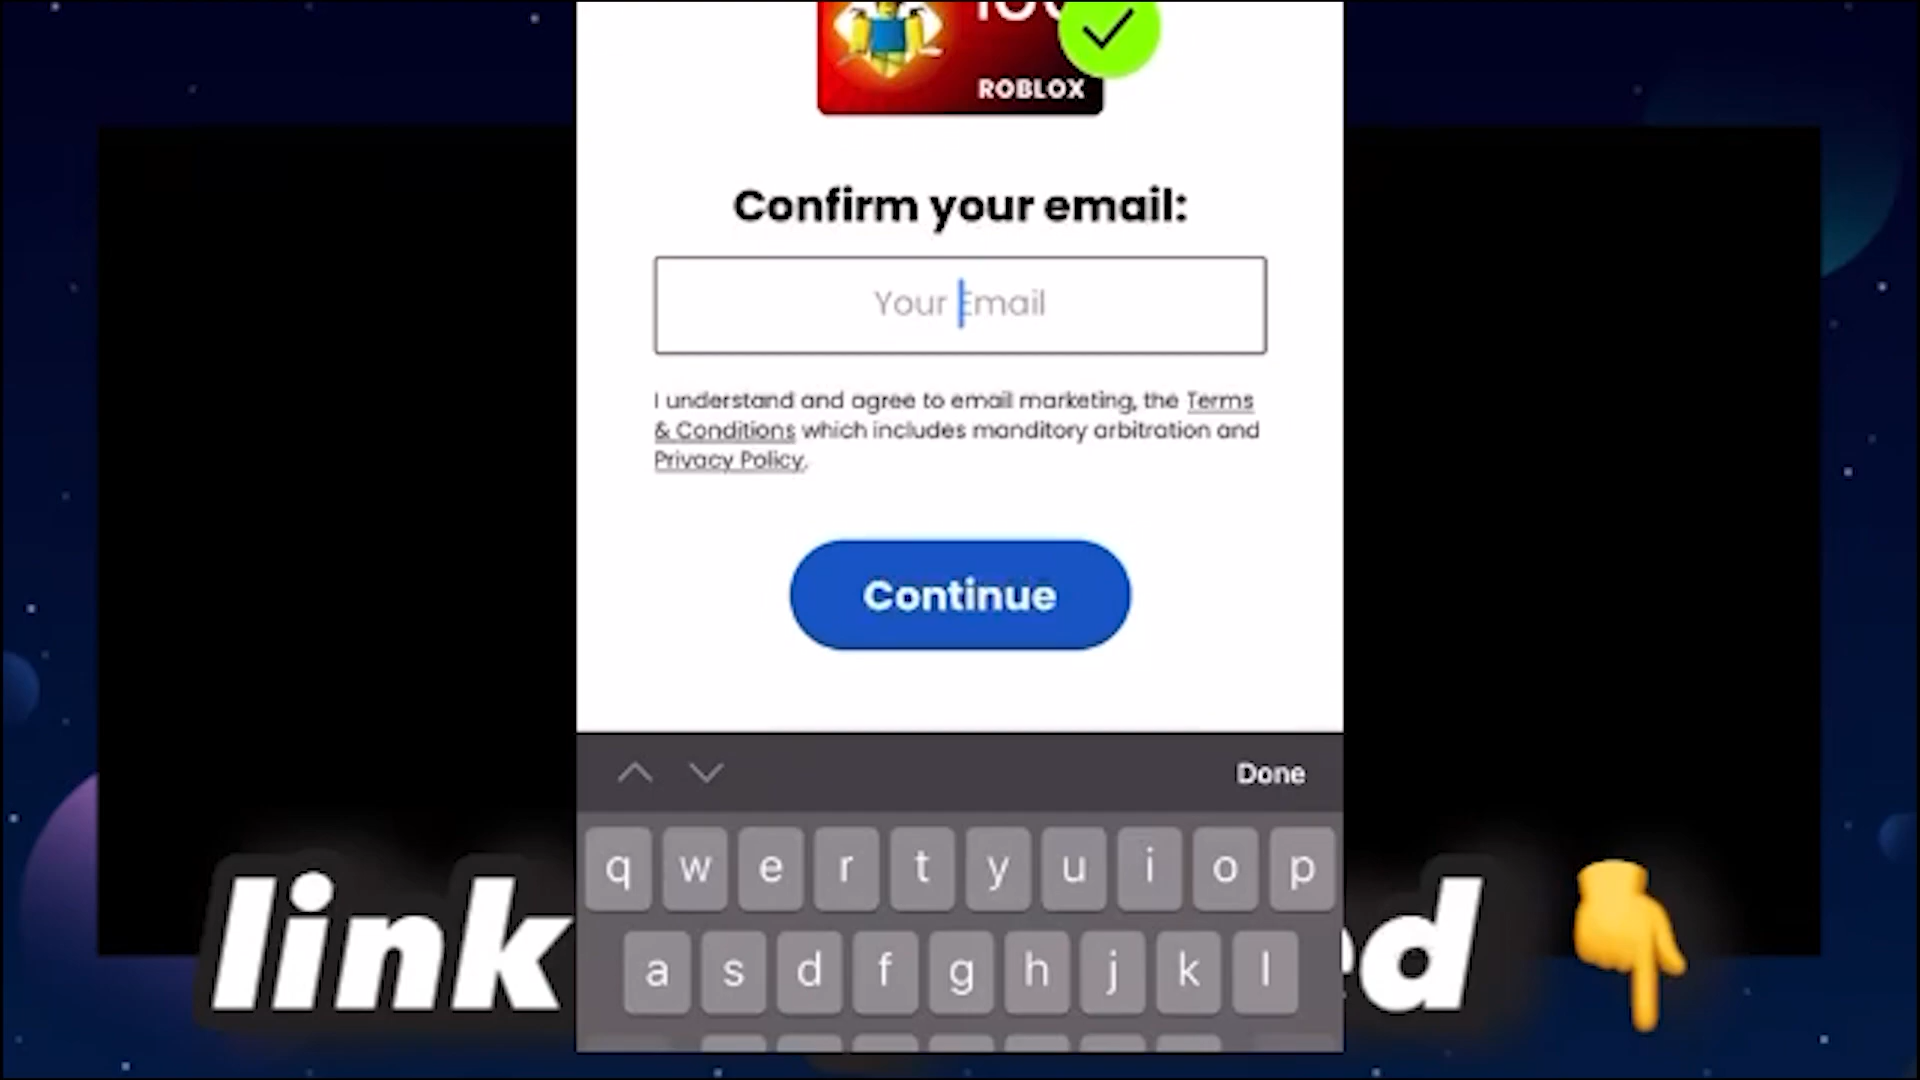 ROBLOX
Confirm your email:
Your Email
I understand and agree to email marketing, the Terms
& Conditions which includes manditory arbitration and
Privacy Policy.
Continue
Done
q w e r t y u i o p
link
a s d f g h j k l